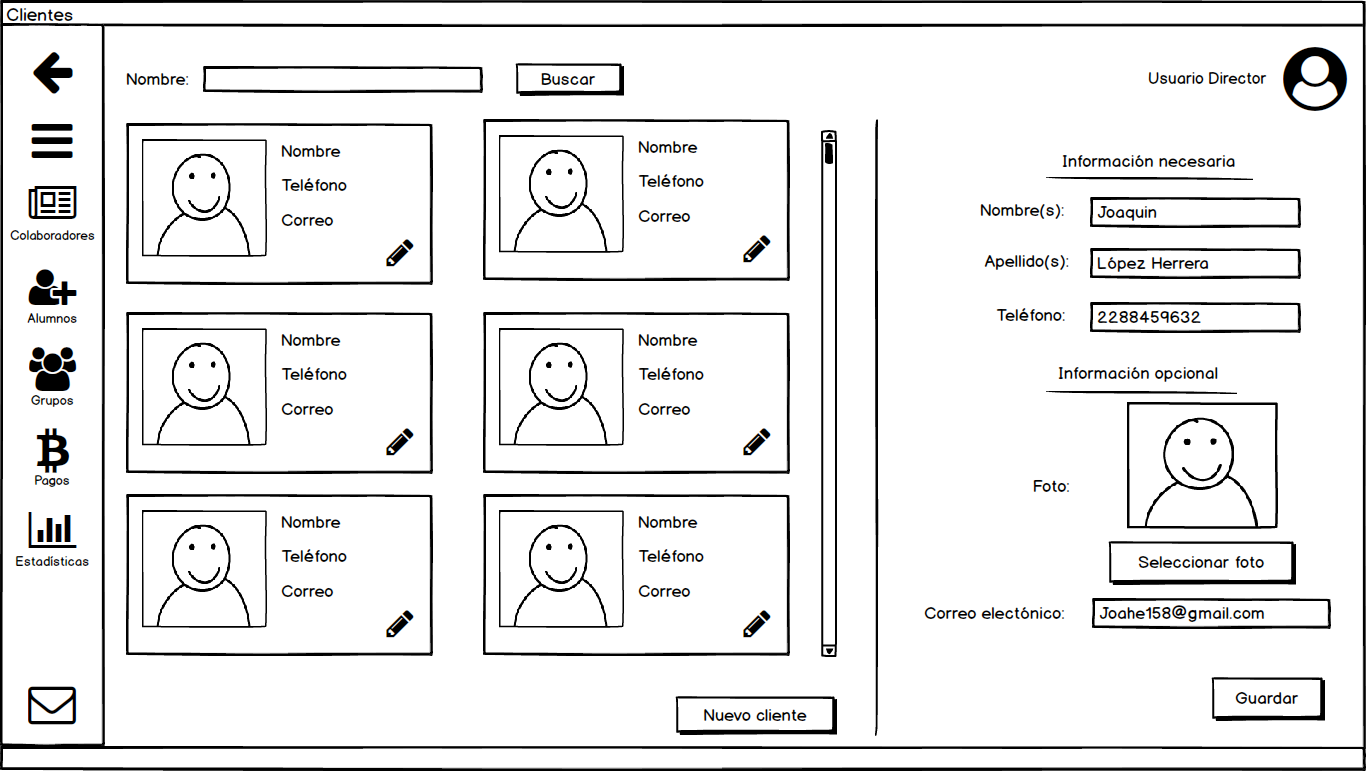 Clientes
Nombre:
Buscar
Usuario Director
Colaboradores
Alumnos
Grupos
Pagos
Estadísticas
Nombre
Teléfono
Correo
Nombre
Teléfono
Correo
Nombre
Teléfono
Correo
Nombre
Teléfono
Correo
Nombre
Teléfono
Correo
Nombre
Teléfono
Correo
Nuevo cliente
Información necesaria
Nombre(s): Joaquin
Apellido(s): López Herrera
Teléfono: 2288459632
Información opcional
Foto:
Seleccionar foto
Correo electónico: Joahe158@gmail.com
Guardar